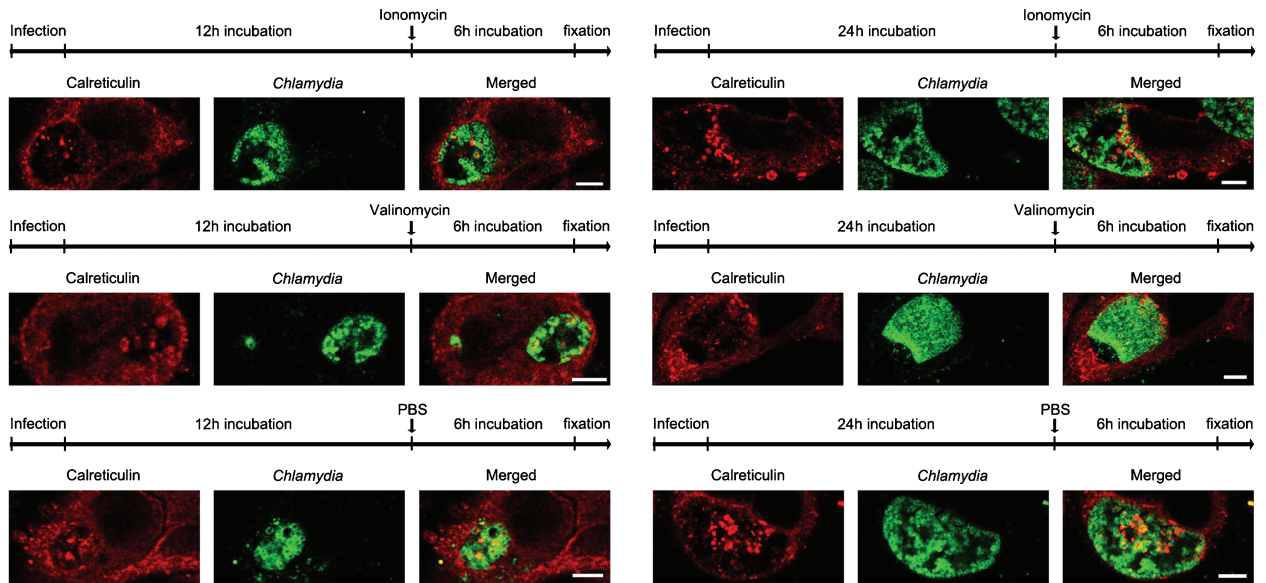 Ionomycin
Infection 12h incubation 6h incubation fixation
Calreticulin Chlamydia Merged
Ionomycin
Infection 24h incubation 6h incubation fixation
Calreticulin Chlamydia Merged
Valinomycin
Infection 12h incubation 6h incubation fixation
Calreticulin Chlamydia Merged
Valinomycin
Infection 24h incubation 6h incubation fixation
Calreticulin Chlamydia Merged
PBS
Infection 12h incubation 6h incubation fixation
Calreticulin Chlamydia Merged
PBS
Infection 24h incubation 6h incubation fixation
Calreticulin Chlamydia Merged